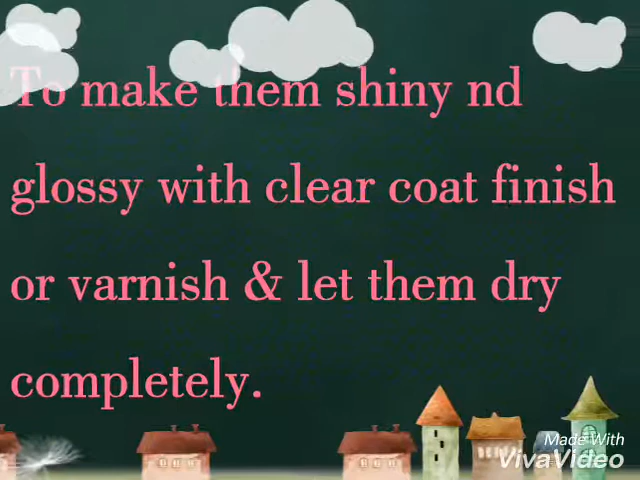 To make them shiny nd
glossy with clear coat finish
or varnish & let them dry
completely.
Made With
VivaVideo